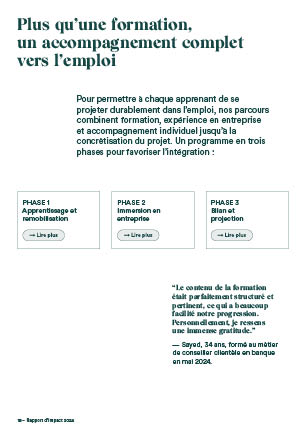 Plus qu’une formation,
un accompagnement complet
vers l’emploi
Pour permettre à chaque apprenant de se
projeter durablement dans l’emploi, nos parcours
combinent formation, expérience en entreprise
et accompagnement individuel jusqu’à la
concrétisation du projet. Un programme en trois
phases pour favoriser l’intégration :
PHASE 1
Apprentissage et
remobilisation
→ Lire plus
PHASE 2
Immersion en
entreprise
→ Lire plus
PHASE 3
Bilan et
projection
→ Lire plus
“Le contenu de la formation
était parfaitement structuré et
pertinent, ce qui a beaucoup
facilité notre progression.
Personnellement, je ressens
une immense gratitude.”
— Sayed, 34 ans, formé au métier
de conseiller clientèle en banque
en mai 2024.
— Rapport d’impact 2024